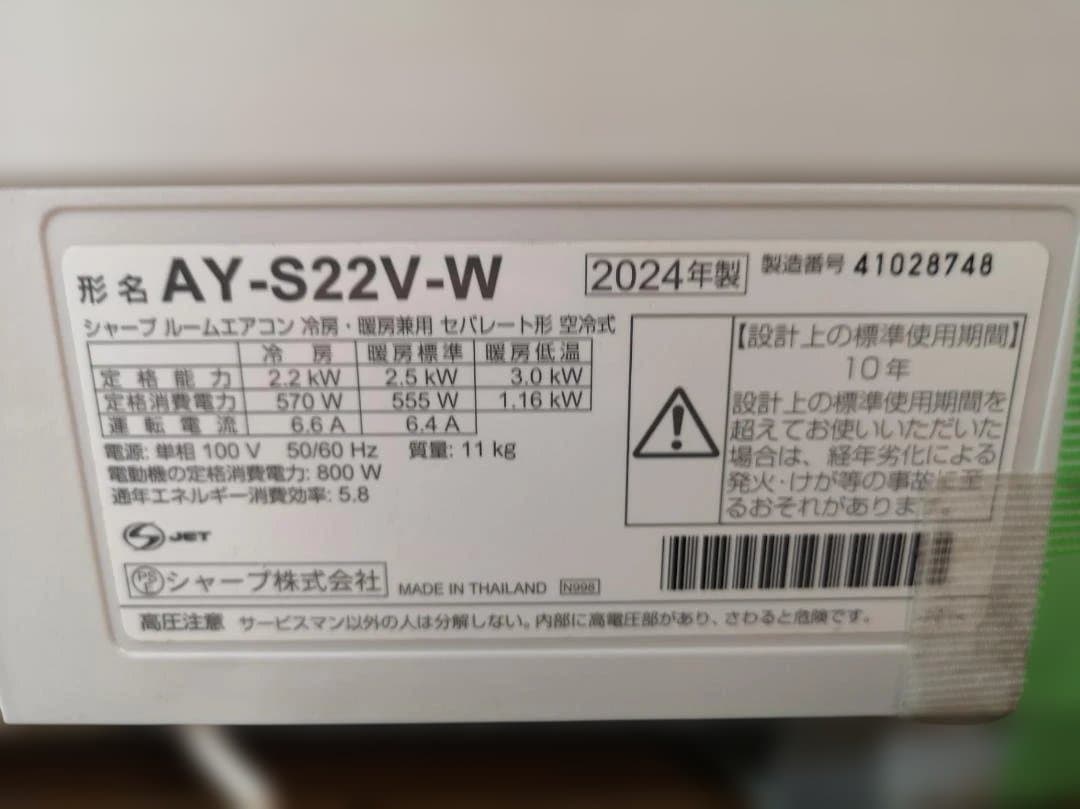 形名 AY-S22V-W
2024年製
製造番号 41028748
シャープ ルームエアコン 冷房・暖房兼用 セパレート形 空冷式
冷房 暖房標準 暖房低温
定格能力 2.2 kW 2.5 kW 3.0 kW
定格消費電力 570 W 555 W 1.16 kW
運転電流 6.6 A 6.4 A
電源: 単相 100 V 50/60 Hz 質量: 11 kg
電動機の定格消費電力: 800 W
通年エネルギー消費効率: 5.8
JET
PS E シャープ株式会社 MADE IN THAILAND N998
【設計上の標準使用期間】
10年
設計上の標準使用期間を
超えてお使いいただいた
場合は、経年劣化による
発火・けが等の事故に至
るおそれがあります。
高圧注意 サービスマン以外の人は分解しない。内部に高電圧部があり、さわると危険です。